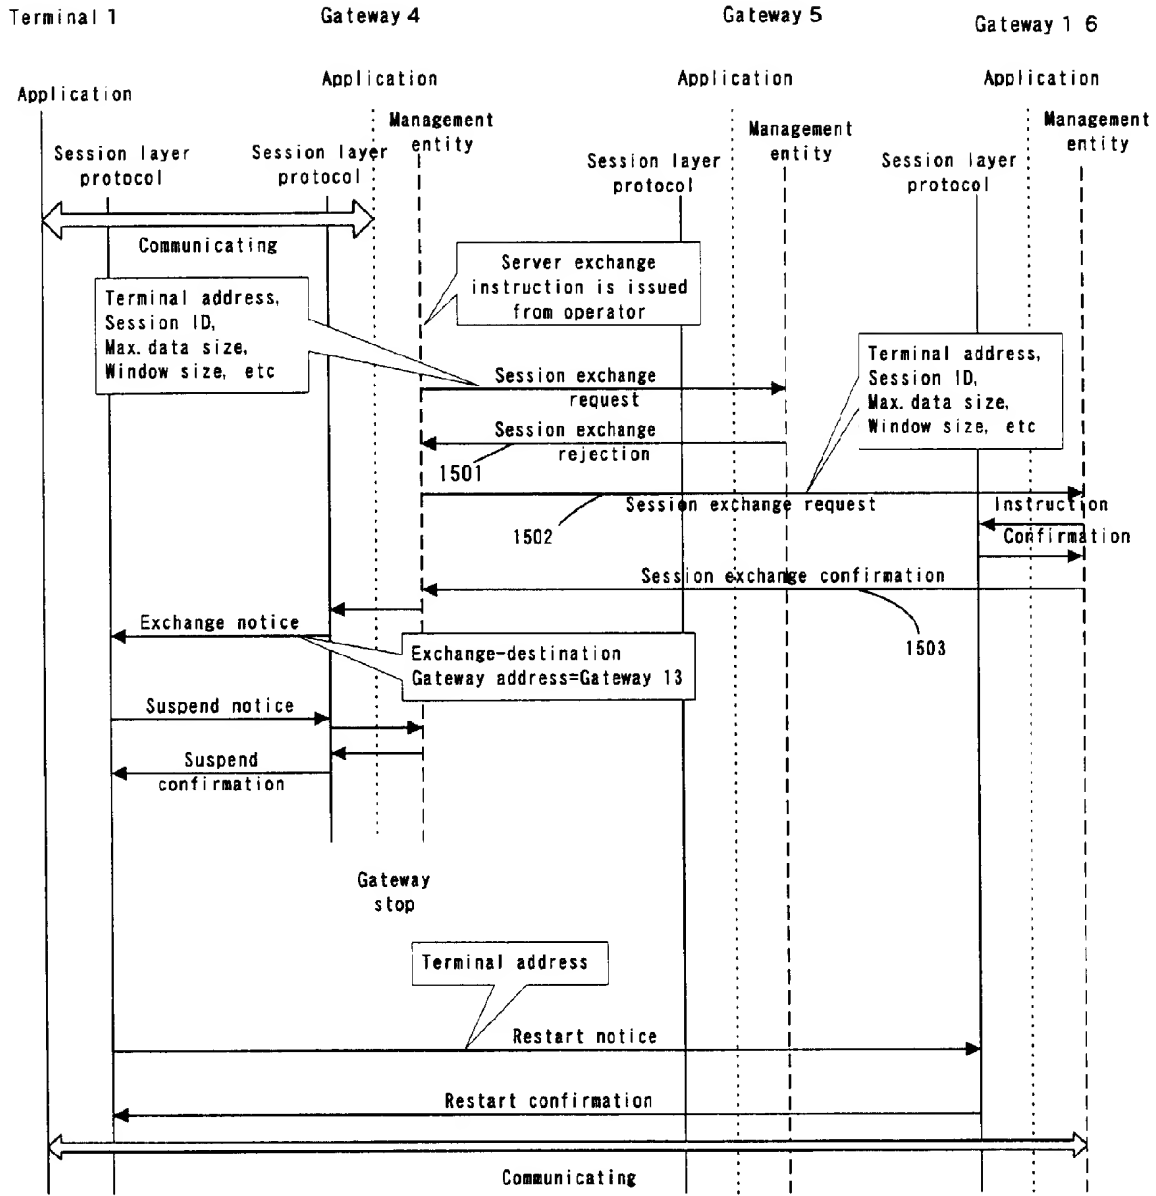 Terminal 1
Gateway 4
Gateway 5
Gateway 1 6
Application
Application
Application
Application
Management
entity
Management
entity
Management
entity
Session layer
protocol
Session layer
protocol
Session layer
protocol
Session layer
protocol
Communicating
Server exchange
instruction is issued
from operator
Terminal address,
Session ID,
Max. data size,
Window size, etc
Terminal address,
Session ID,
Max. data size,
Window size, etc
Session exchange
request
Session exchange
rejection
1501
Session exchange request
1502
Instruction
Confirmation
Session exchange confirmation
1503
Exchange notice
Exchange-destination
Gateway address=Gateway 13
Suspend notice
Suspend
confirmation
Gateway
stop
Terminal address
Restart notice
Restart confirmation
Communicating